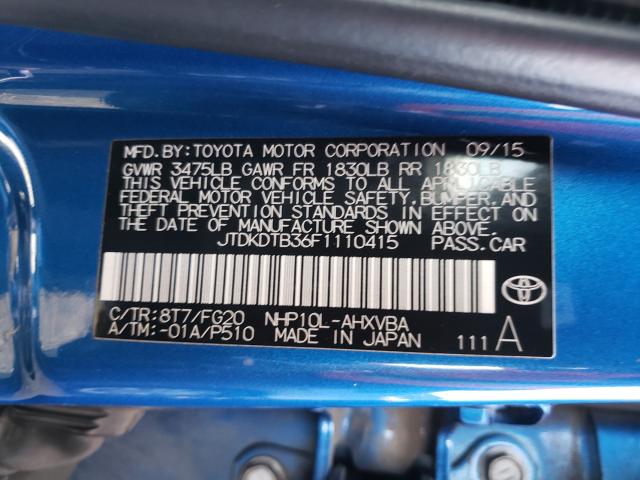 MFD.BY:TOYOTA MOTOR CORPORATION 09/15
GVWR 3475LB GAWR FR 1830LB RR 1830LB
THIS VEHICLE CONFORMS TO ALL APPLICABLE
FEDERAL MOTOR VEHICLE SAFETY, BUMPER, AND
THEFT PREVENTION STANDARDS IN EFFECT ON
THE DATE OF MANUFACTURE SHOWN ABOVE.
JTDKDTB36F1110415 PASS.CAR
C/TR:8T7/FG20 NHP10L-AHXVBA
A/TM:-01A/P510 MADE IN JAPAN 111 A